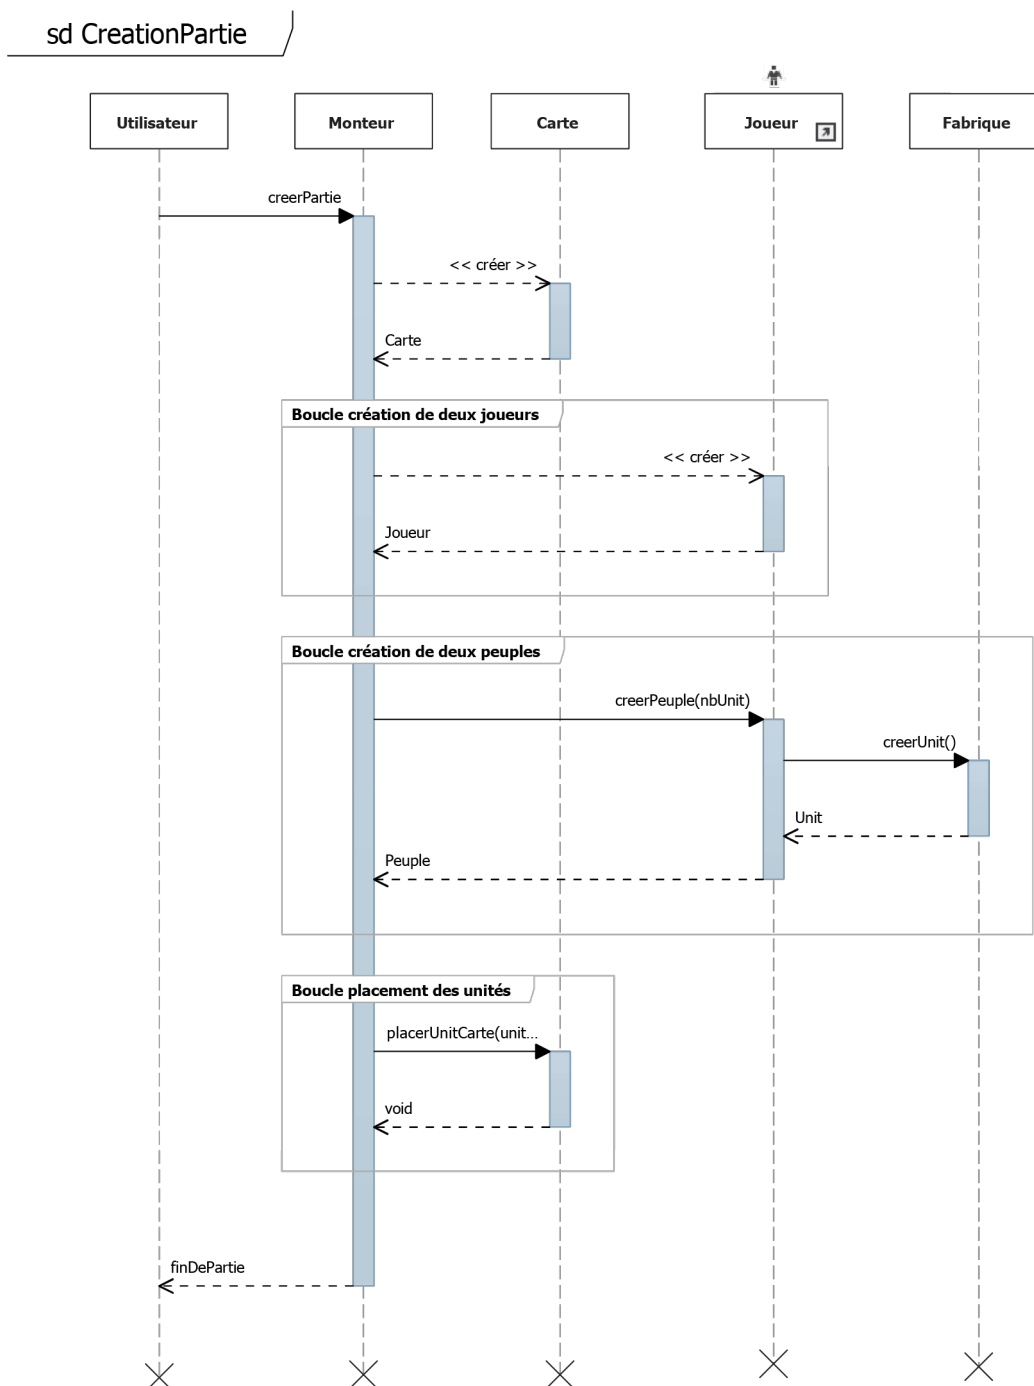 sd CreationPartie
Utilisateur
Monteur
Carte
Joueur
Fabrique
creerPartie
<< créer >>
Carte
Boucle création de deux joueurs
<< créer >>
Joueur
Boucle création de deux peuples
creerPeuple(nbUnit)
creerUnit()
Unit
Peuple
Boucle placement des unités
placerUnitCarte(unit...
void
finDePartie